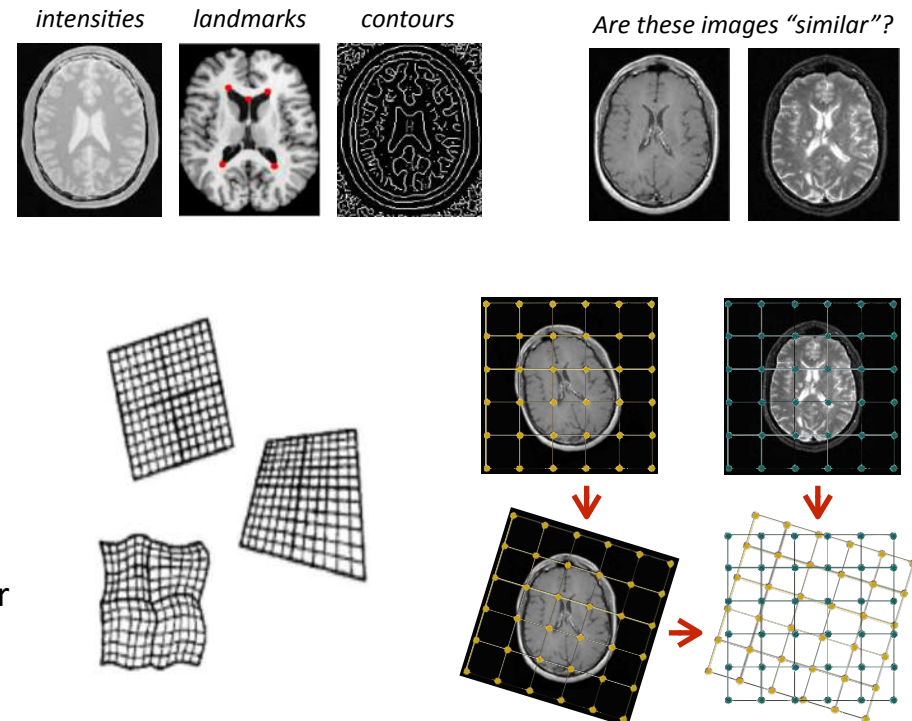 intensities landmarks contours
Are these images “similar”?
r